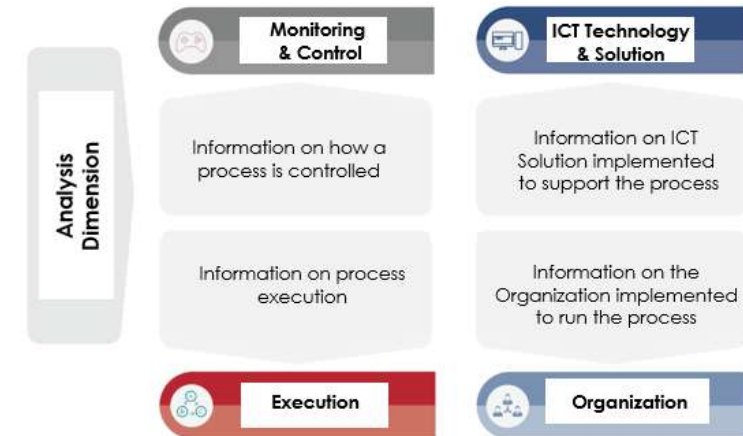 Monitoring
& Control
ICT Technology
& Solution
Analysis
Dimension
Information on how a
process is controlled
Information on ICT
Solution implemented
to support the process
Information on process
execution
Information on the
Organization implemented
to run the process
Execution
Organization